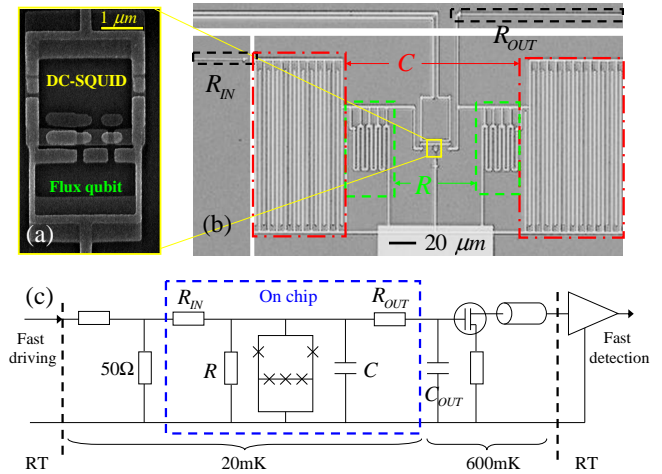 1 μm
DC-SQUID
Flux qubit
(a)
R_OUT
C
R_IN
R
(b)
20 μm
(c)
R_IN
On chip
R_OUT
Fast
driving
50Ω
R
C
C_OUT
Fast
detection
RT
20mK
600mK
RT